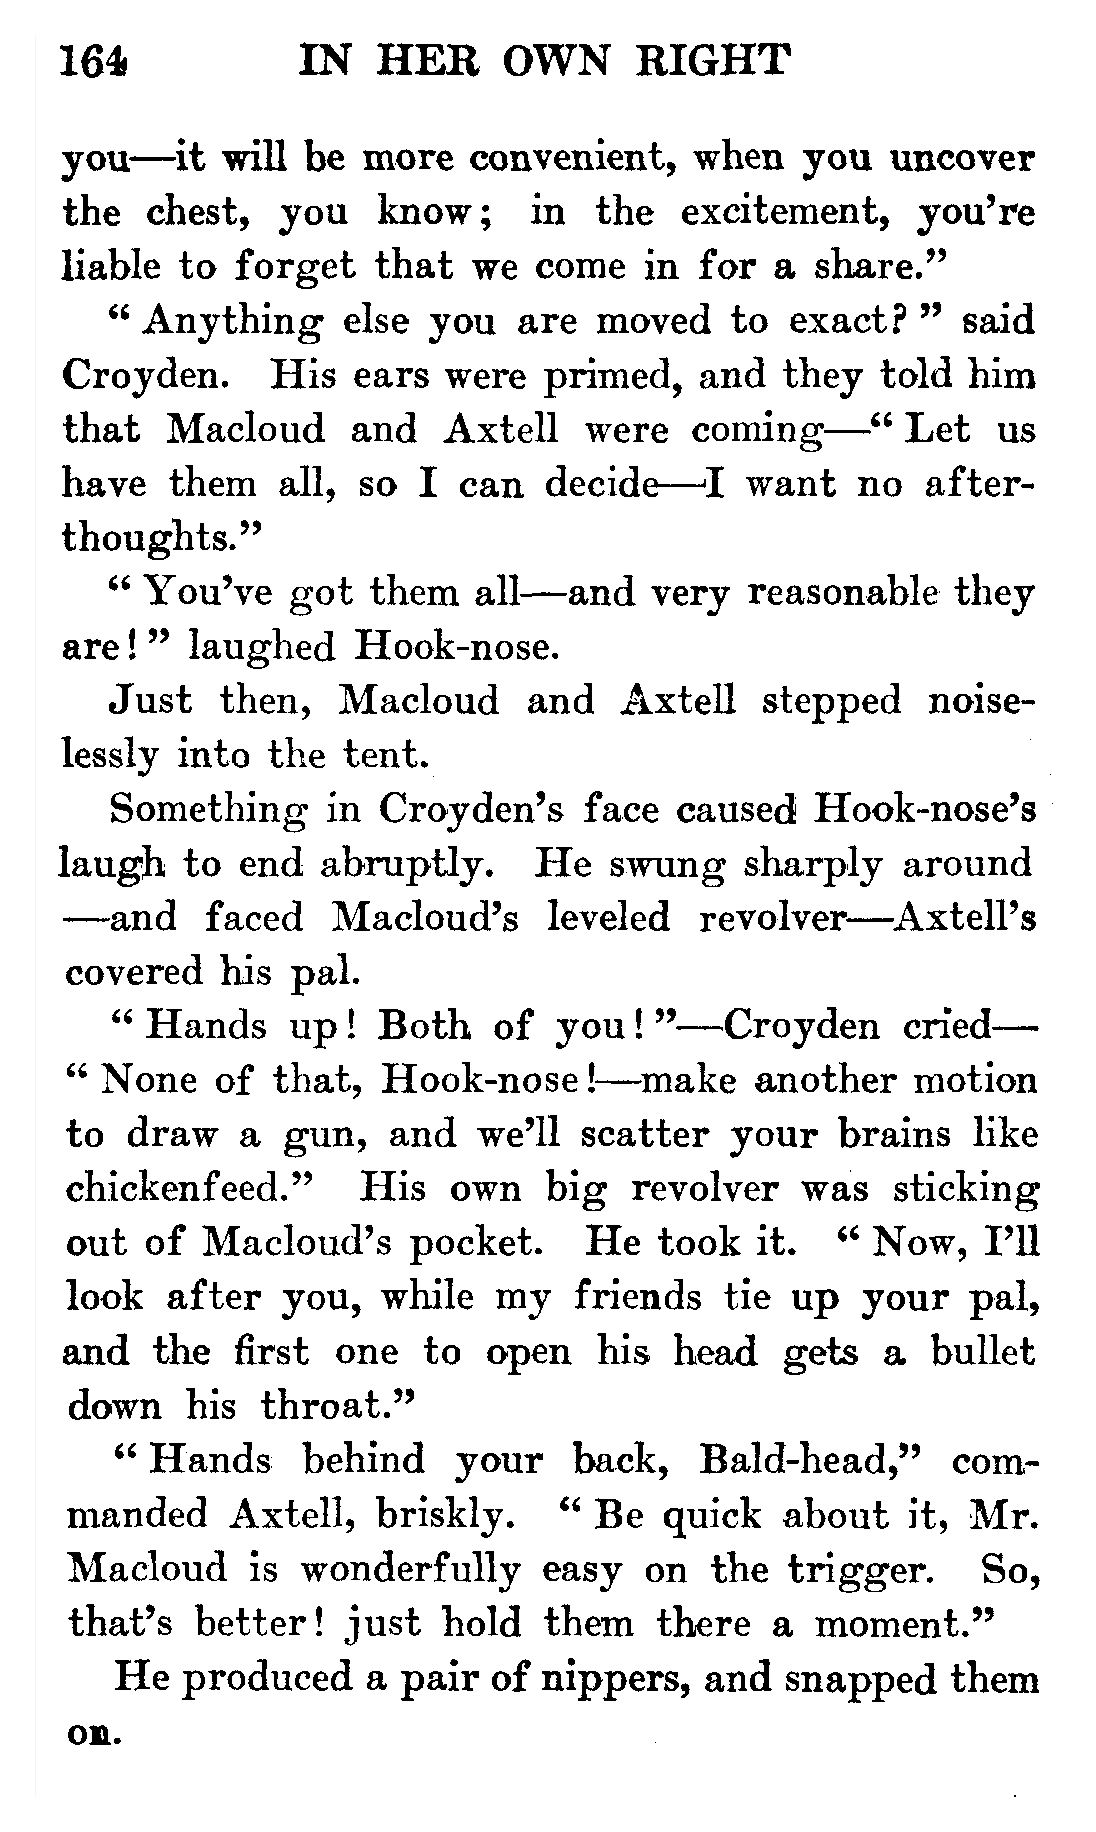 164 IN HER OWN RIGHT
you—it will be more convenient, when you uncover
the chest, you know; in the excitement, you're
liable to forget that we come in for a share."
" Anything else you are moved to exact? " said
Croyden. His ears were primed, and they told him
that Macloud and Axtell were coming—" Let us
have them all, so I can decide—I want no after-
thoughts."
" You've got them all—and very reasonable they
are! " laughed Hook-nose.
Just then, Macloud and Axtell stepped noise-
lessly into the tent.
Something in Croyden's face caused Hook-nose's
laugh to end abruptly. He swung sharply around
—and faced Macloud's leveled revolver—Axtell's
covered his pal.
" Hands up! Both of you! "—Croyden cried—
" None of that, Hook-nose!—make another motion
to draw a gun, and we'll scatter your brains like
chickenfeed." His own big revolver was sticking
out of Macloud's pocket. He took it. " Now, I'll
look after you, while my friends tie up your pal,
and the first one to open his head gets a bullet
down his throat."
" Hands behind your back, Bald-head," com-
manded Axtell, briskly. " Be quick about it, Mr.
Macloud is wonderfully easy on the trigger. So,
that's better! just hold them there a moment."
He produced a pair of nippers, and snapped them
on.